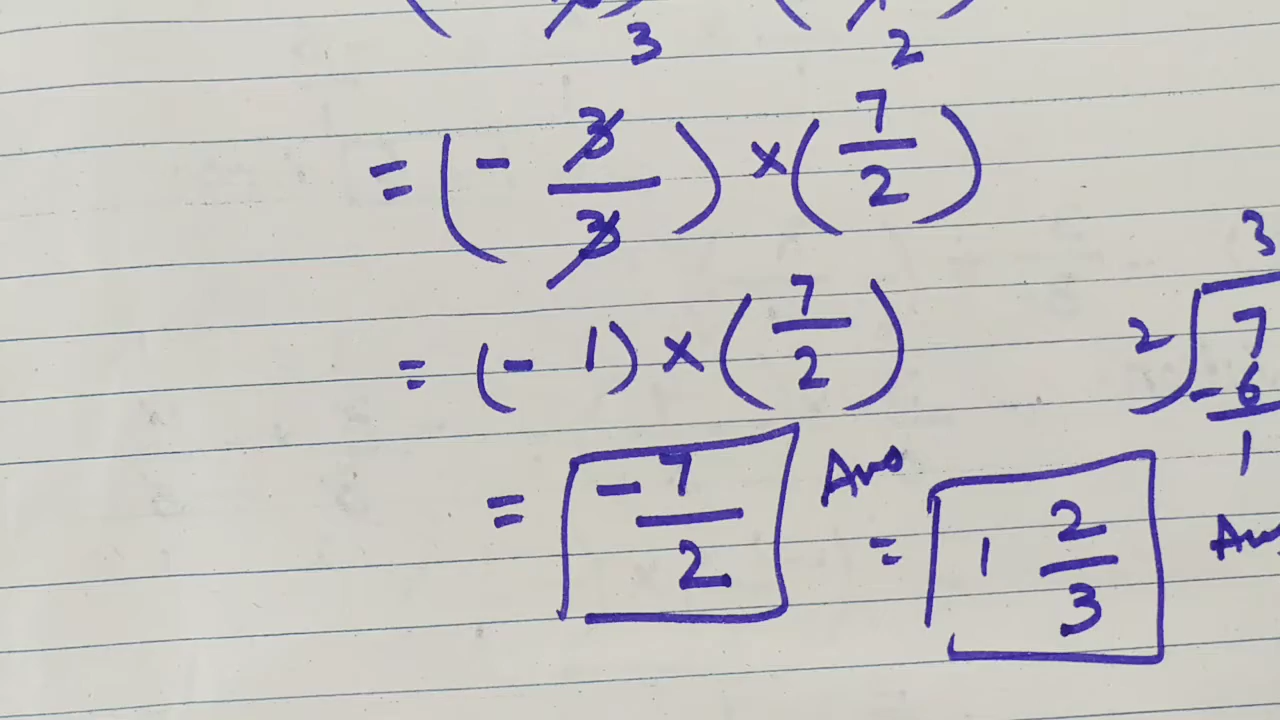 3 2
= (- 3/3) × (7/2)
= (- 1) × (7/2)
= -7/2 Ans
= 1 2/3 Ans
3
2 7
- 6
1